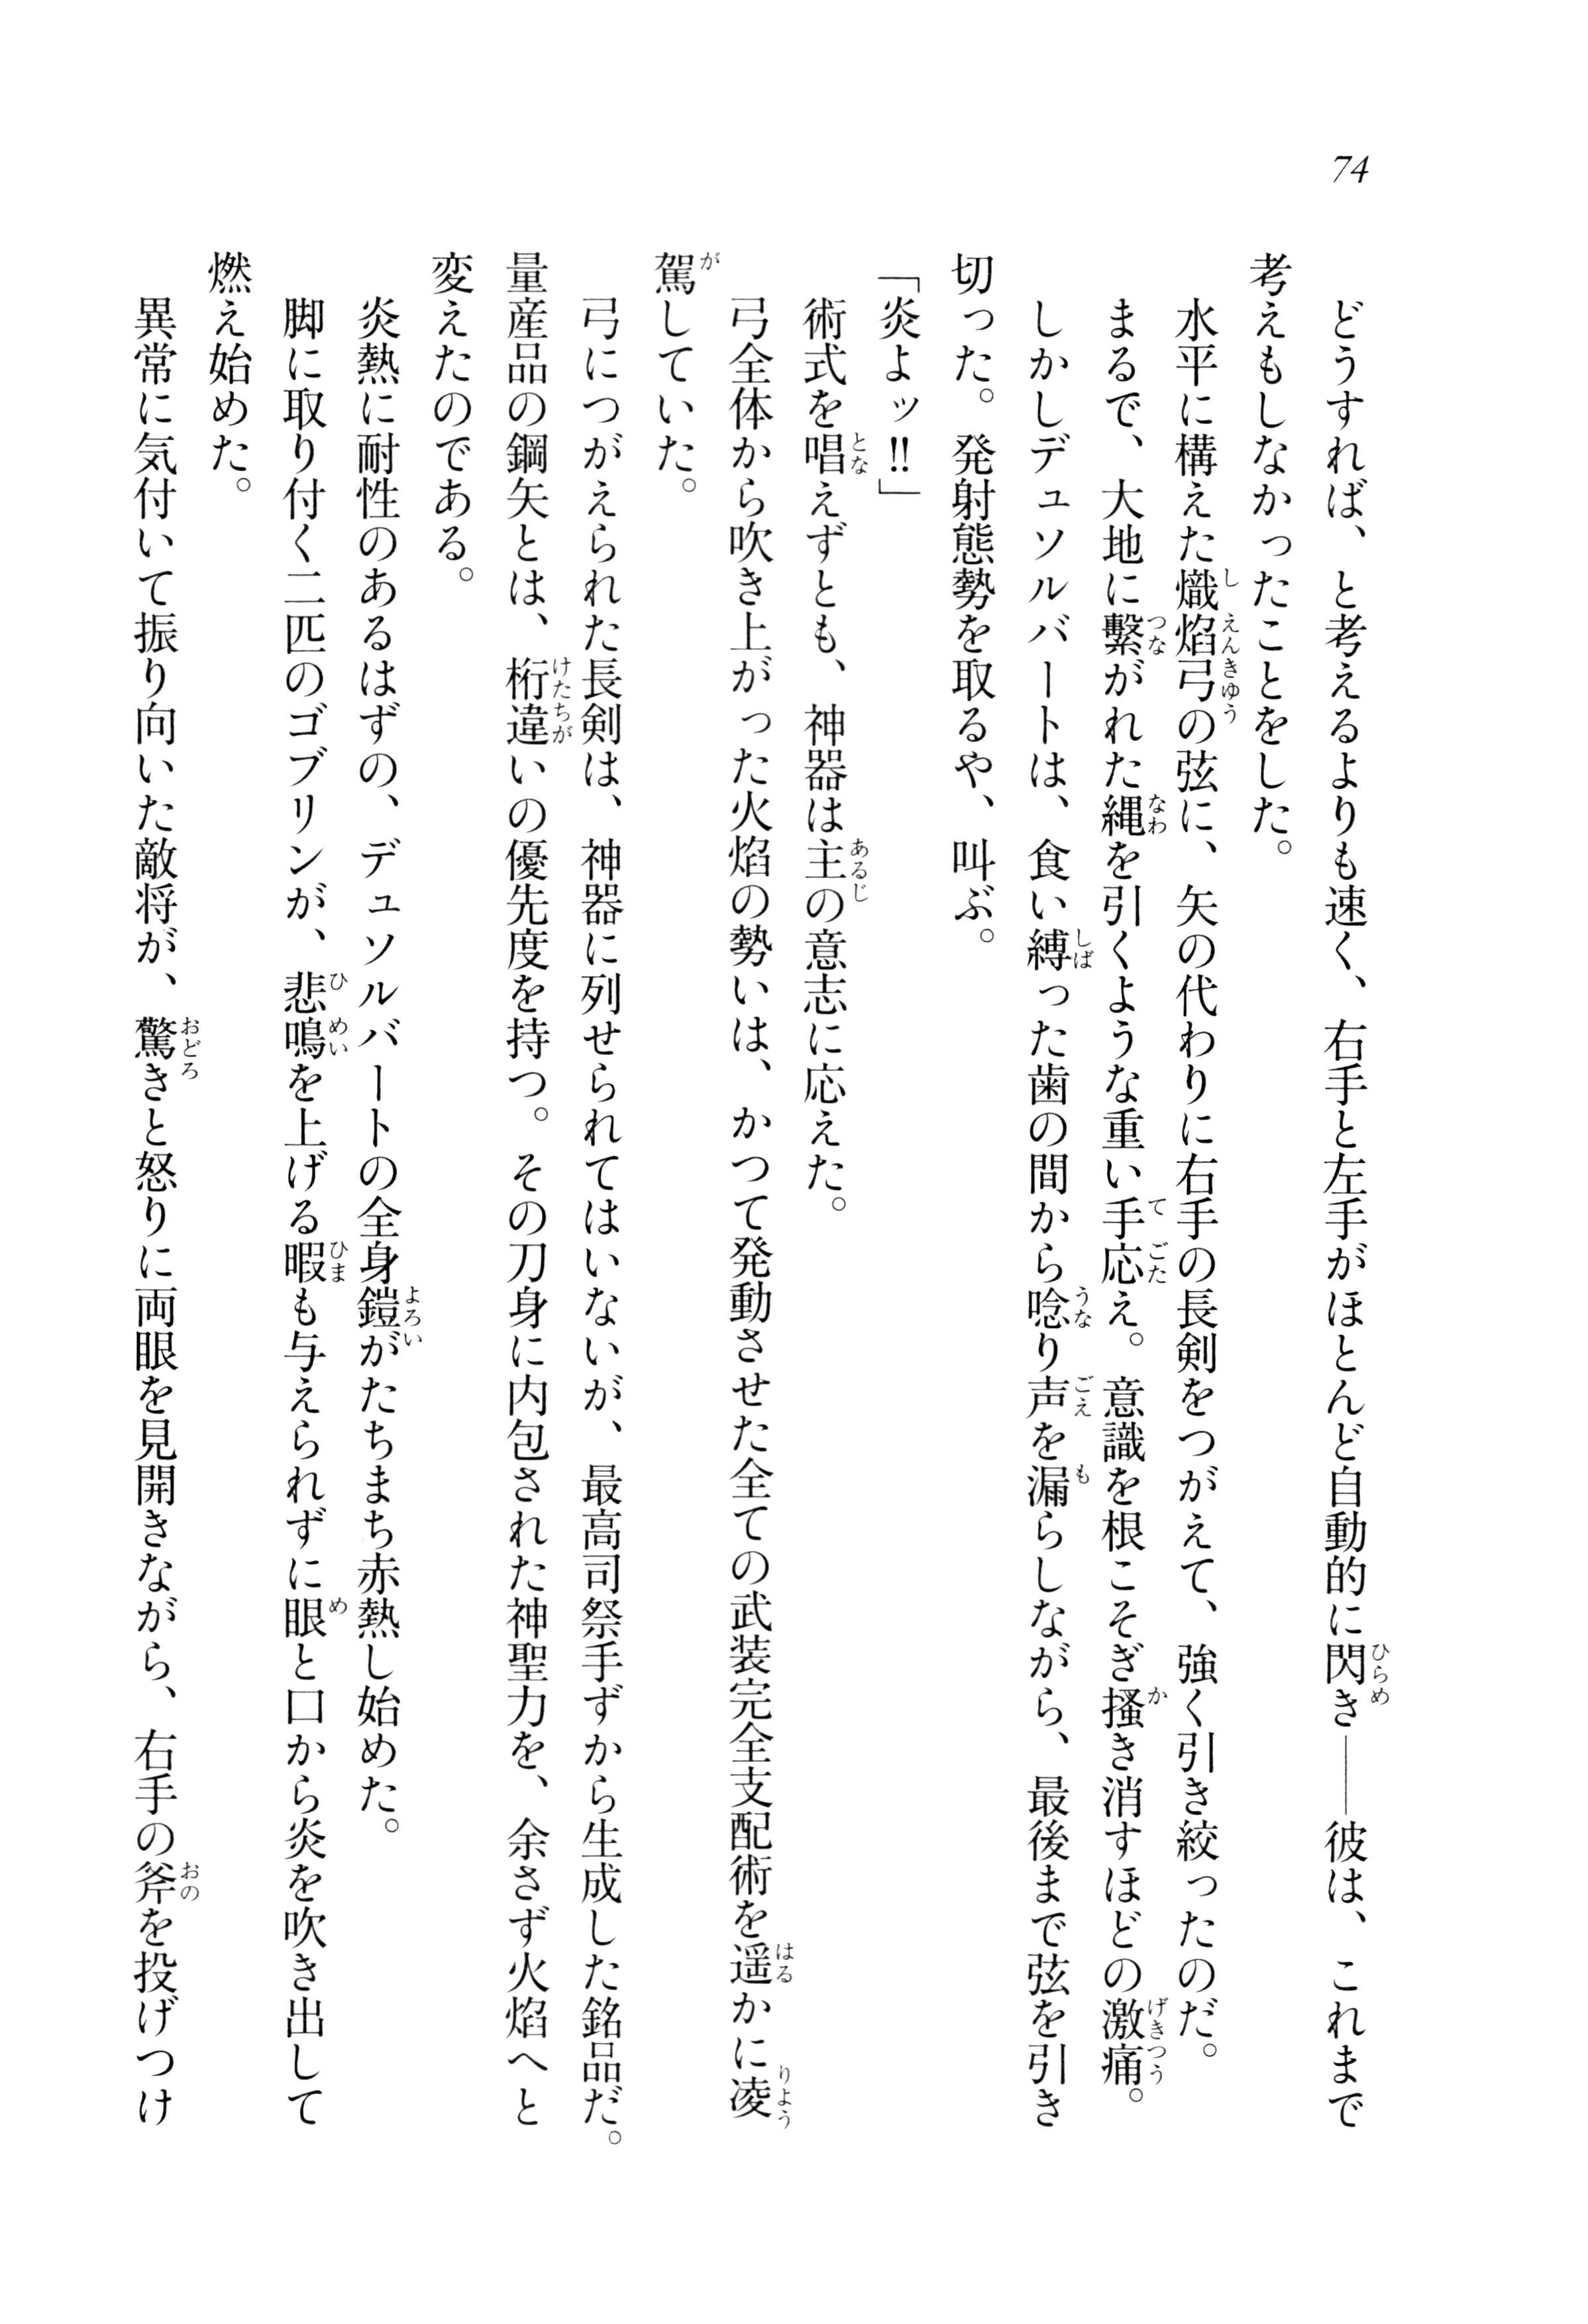 74
どうすれば、と考えるよりも速く、右手と左手がほとんど自動的に閃き――彼は、これまで
考えもしなかったことをした。
水平に構えた熾焰弓の弦に、矢の代わりに右手の長剣をつがえて、強く引き絞ったのだ。
まるで、大地に繫がれた縄を引くような重い手応え。意識を根こそぎ搔き消すほどの激痛。
しかしデュソルバートは、食い縛った歯の間から唸り声を漏らしながら、最後まで弦を引き
切った。発射態勢を取るや、叫ぶ。
「炎よッ‼」
術式を唱えずとも、神器は主の意志に応えた。
弓全体から吹き上がった火焰の勢いは、かつて発動させた全ての武装完全支配術を遥かに凌
駕していた。
弓につがえられた長剣は、神器に列せられてはいないが、最高司祭手ずから生成した銘品だ。
量産品の鋼矢とは、桁違いの優先度を持つ。その刀身に内包された神聖力を、余さず火焰へと
変えたのである。
炎熱に耐性のあるはずの、デュソルバートの全身鎧がたちまち赤熱し始めた。
脚に取り付く二匹のゴブリンが、悲鳴を上げる暇も与えられずに眼と口から炎を吹き出して
燃え始めた。
異常に気付いて振り向いた敵将が、驚きと怒りに両眼を見開きながら、右手の斧を投げつけ